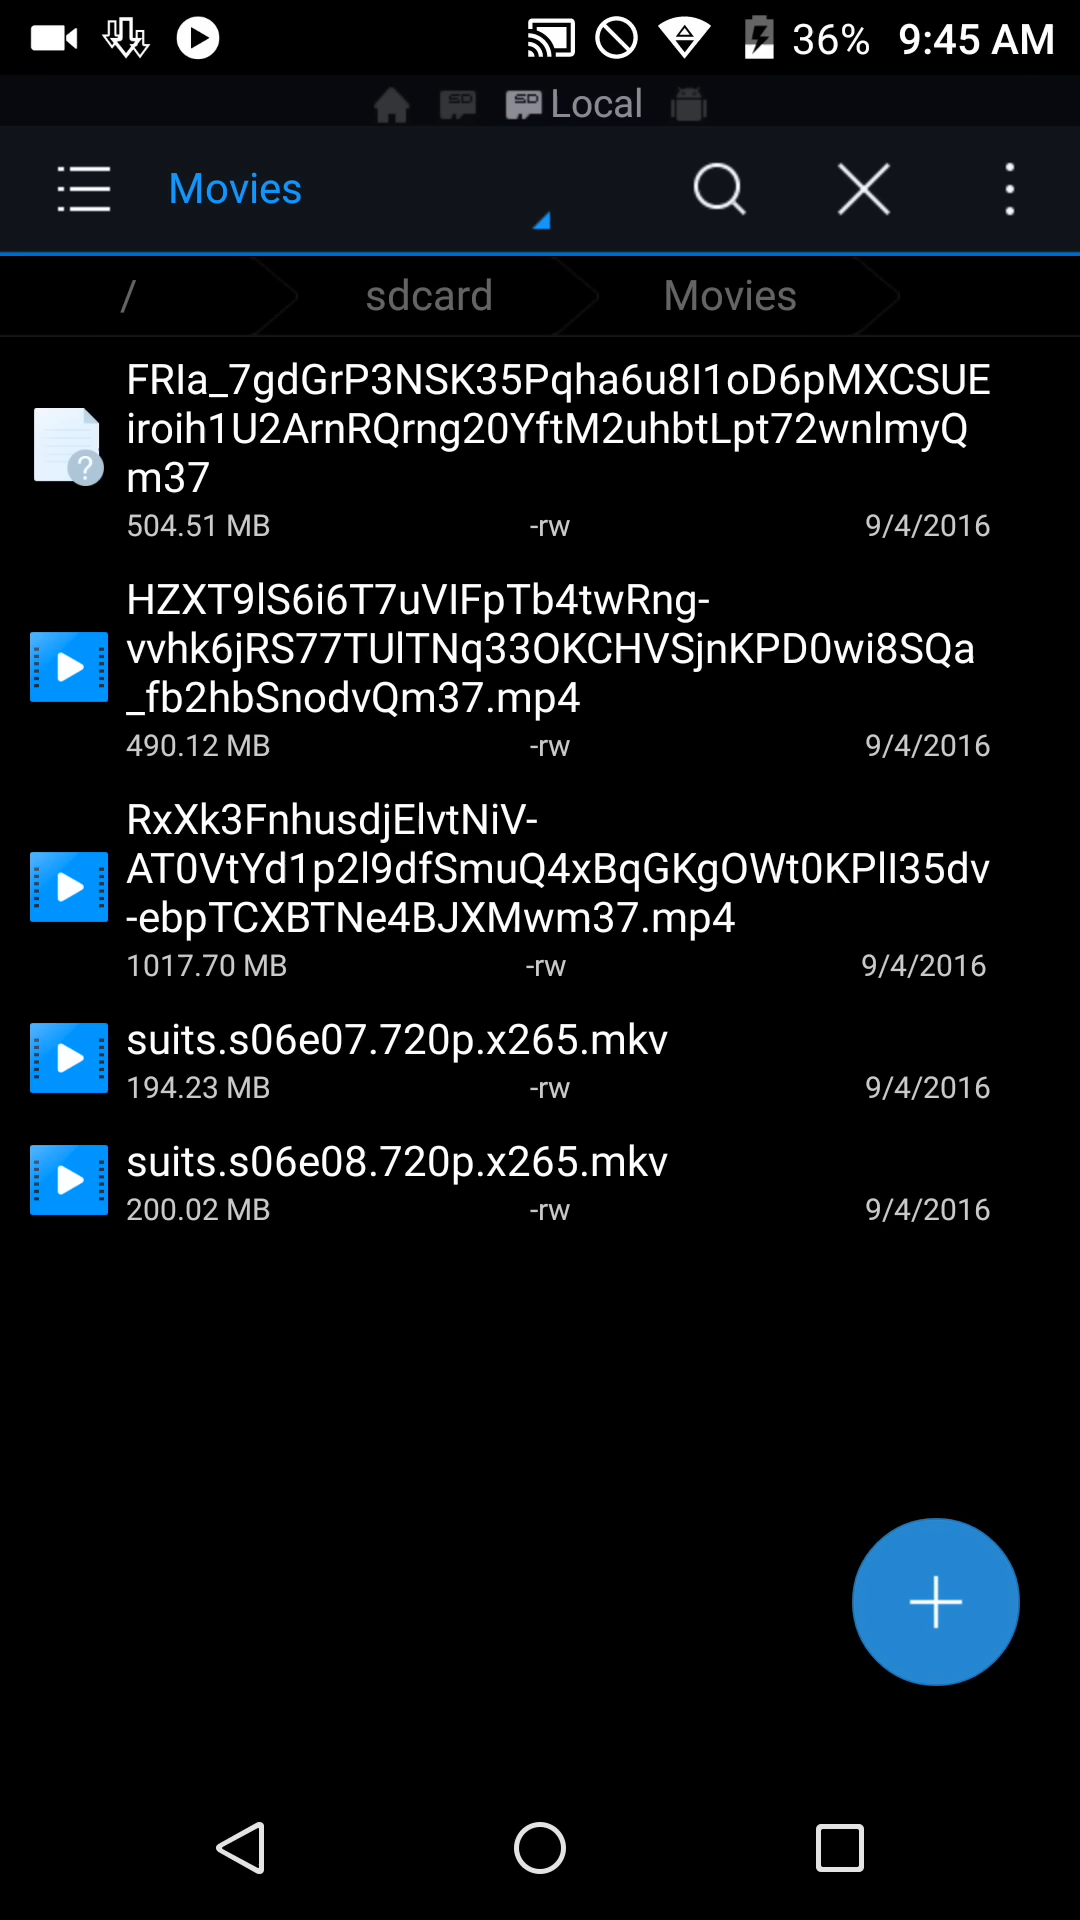 36% 9:45 AM
Local
Movies
/ sdcard Movies
FRIa_7gdGrP3NSK35Pqha6u8I1oD6pMXCSUE
iroih1U2ArnRQrng20YftM2uhbtLpt72wnlmyQ
m37
504.51 MB -rw 9/4/2016
HZXT9lS6i6T7uVIFpTb4twRng-
vvhk6jRS77TUlTNq33OKCHVSjnKPD0wi8SQa
_fb2hbSnodvQm37.mp4
490.12 MB -rw 9/4/2016
RxXk3FnhusdjElvtNiV-
AT0VtYd1p2l9dfSmuQ4xBqGKgOWt0KPlI35dv
-ebpTCXBTNe4BJXMwm37.mp4
1017.70 MB -rw 9/4/2016
suits.s06e07.720p.x265.mkv
194.23 MB -rw 9/4/2016
suits.s06e08.720p.x265.mkv
200.02 MB -rw 9/4/2016